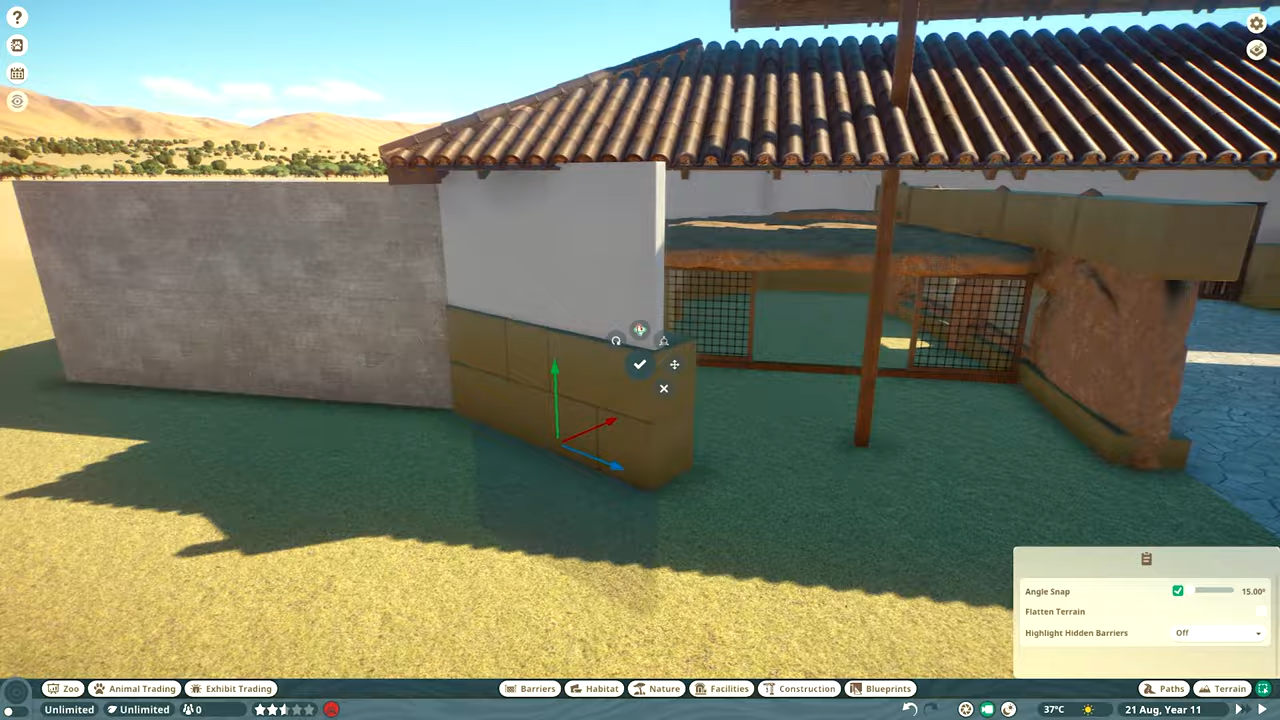 ?
Angle Snap 15.00°
Flatten Terrain
Highlight Hidden Barriers Off
Zoo Animal Trading Exhibit Trading Barriers Habitat Nature Facilities Construction Blueprints Paths Terrain
Unlimited Unlimited 0 37°C 21 Aug, Year 11